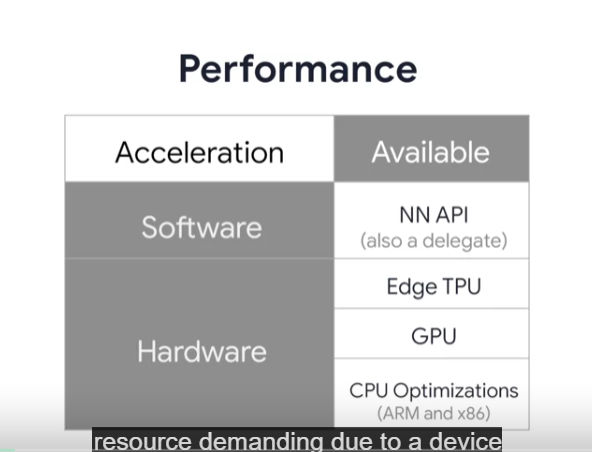 Performance
Acceleration Available
Software
NN API
(also a delegate)
Hardware
Edge TPU
GPU
CPU Optimizations
(ARM and x86)
resource demanding due to a device